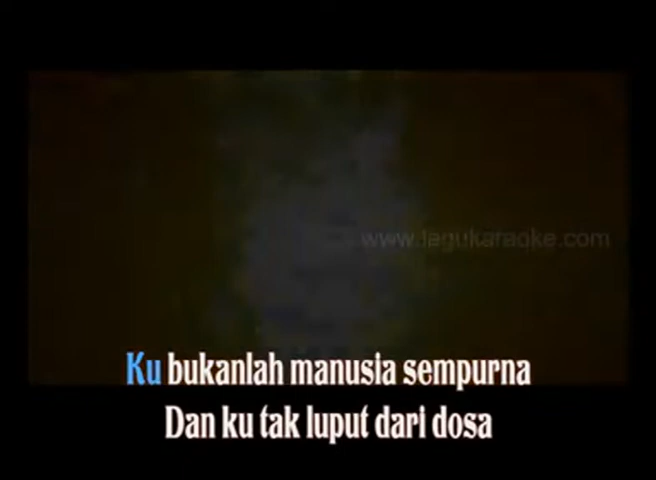 www.lagukaraoke.com
Ku bukanlah manusia sempurna
Dan ku tak luput dari dosa